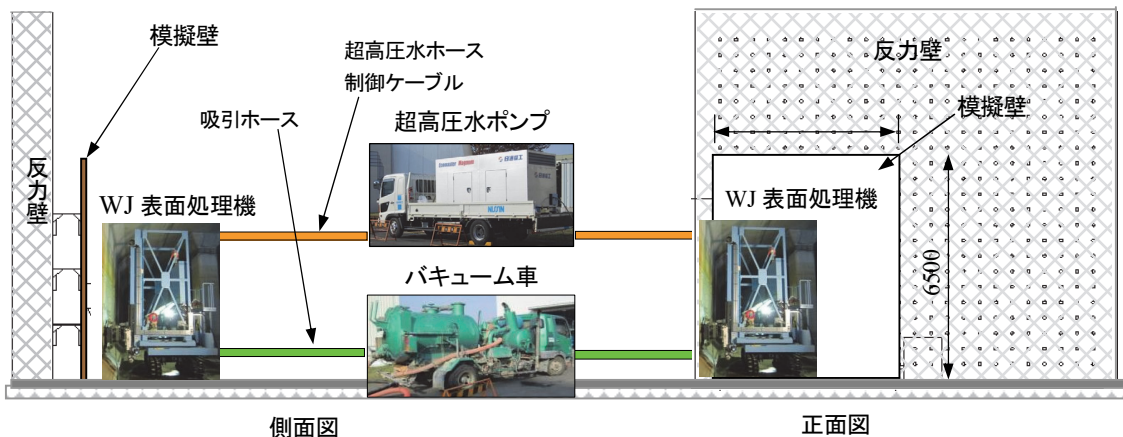 模擬壁
超高圧水ホース
制御ケーブル
吸引ホース
超高圧水ポンプ
反力壁
WJ 表面処理機
バキューム車
側面図
反力壁
模擬壁
WJ 表面処理機
6500
正面図